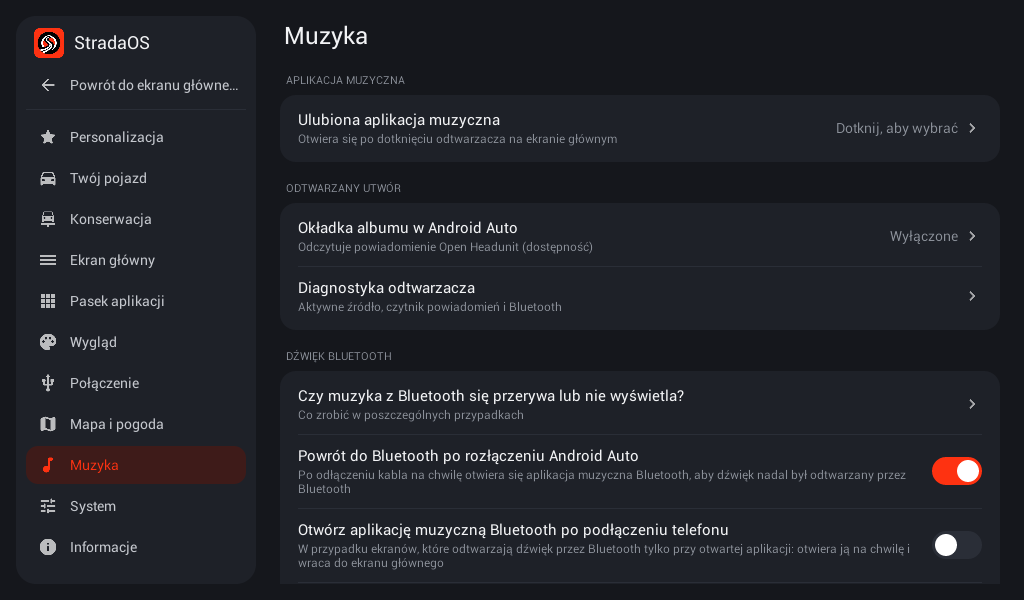 StradaOS
Powrót do ekranu główne...
Personalizacja
Twój pojazd
Konserwacja
Ekran główny
Pasek aplikacji
Wygląd
Połączenie
Mapa i pogoda
Muzyka
System
Informacje
Muzyka
APLIKACJA MUZYCZNA
Ulubiona aplikacja muzyczna
Otwiera się po dotknięciu odtwarzacza na ekranie głównym
Dotknij, aby wybrać
ODTWARZANY UTWÓR
Okładka albumu w Android Auto
Odczytuje powiadomienie Open Headunit (dostępność)
Wyłączone
Diagnostyka odtwarzacza
Aktywne źródło, czytnik powiadomień i Bluetooth
DŹWIĘK BLUETOOTH
Czy muzyka z Bluetooth się przerywa lub nie wyświetla?
Co zrobić w poszczególnych przypadkach
Powrót do Bluetooth po rozłączeniu Android Auto
Po odłączeniu kabla na chwilę otwiera się aplikacja muzyczna Bluetooth, aby dźwięk nadal był odtwarzany przez
Bluetooth
Otwórz aplikację muzyczną Bluetooth po podłączeniu telefonu
W przypadku ekranów, które odtwarzają dźwięk przez Bluetooth tylko przy otwartej aplikacji: otwiera ją na chwilę i
wraca do ekranu głównego